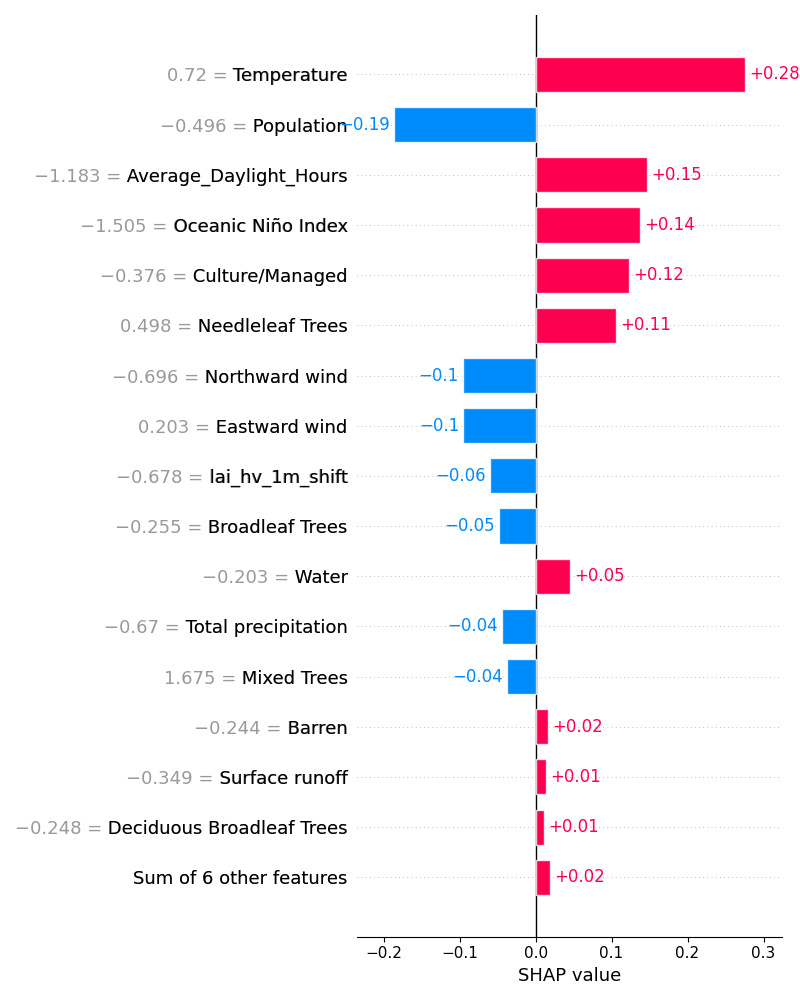 0.72 = Temperature +0.28
−0.496 = Population −0.19
−1.183 = Average_Daylight_Hours +0.15
−1.505 = Oceanic Niño Index +0.14
−0.376 = Culture/Managed +0.12
0.498 = Needleleaf Trees +0.11
−0.696 = Northward wind −0.1
0.203 = Eastward wind −0.1
−0.678 = lai_hv_1m_shift −0.06
−0.255 = Broadleaf Trees −0.05
−0.203 = Water +0.05
−0.67 = Total precipitation −0.04
1.675 = Mixed Trees −0.04
−0.244 = Barren +0.02
−0.349 = Surface runoff +0.01
−0.248 = Deciduous Broadleaf Trees +0.01
Sum of 6 other features +0.02
−0.2 −0.1 0.0 0.1 0.2 0.3
SHAP value